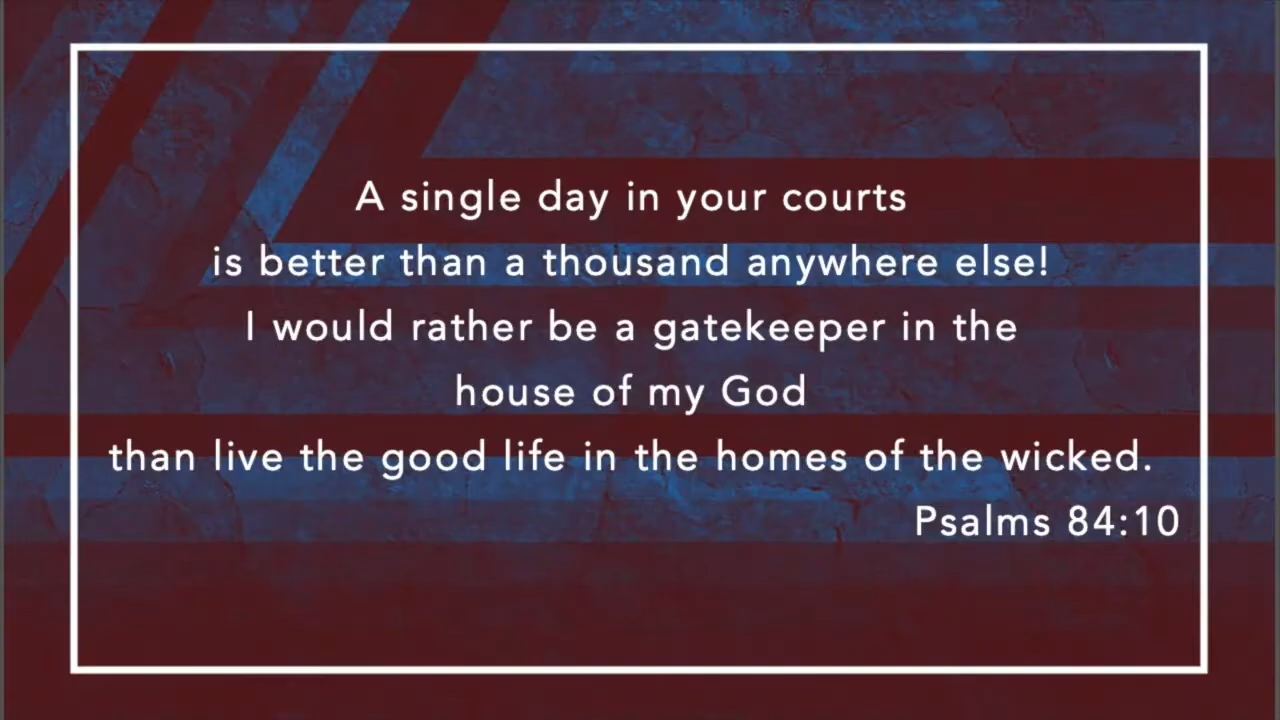 A single day in your courts
is better than a thousand anywhere else!
I would rather be a gatekeeper in the
house of my God
than live the good life in the homes of the wicked.
Psalms 84:10